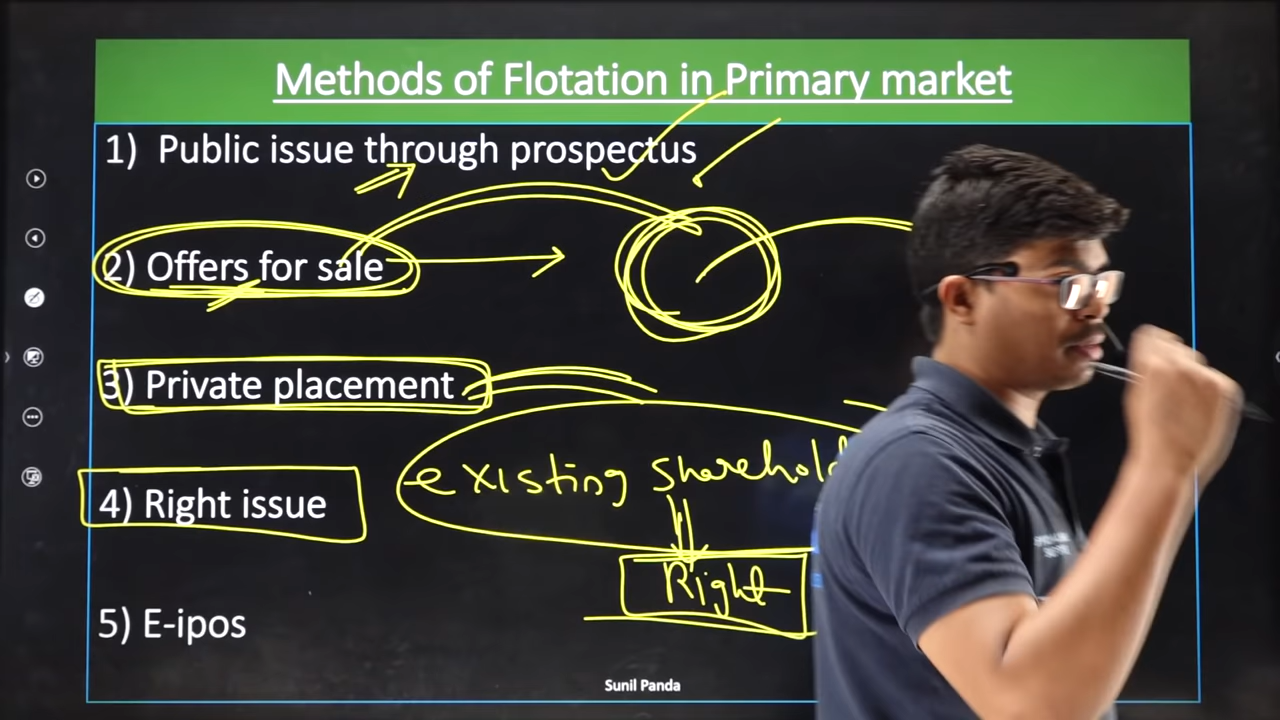 Methods of Flotation in Primary market
1) Public issue through prospectus
2) Offers for sale
3) Private placement
existing sharehold
4) Right issue
Right
5) E-ipos
Sunil Panda